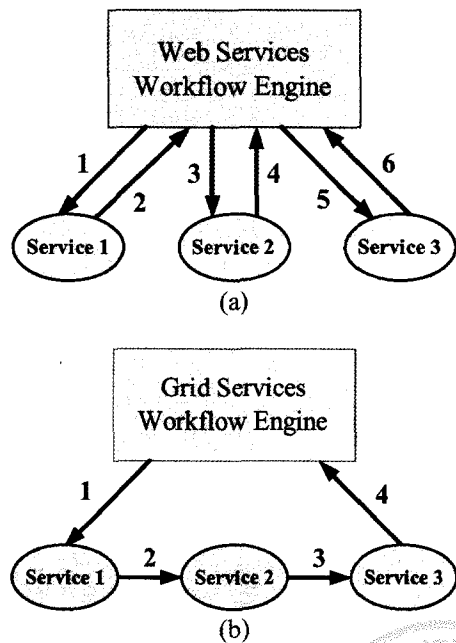 Web Services
Workflow Engine
1
2
3
4
5
6
Service 1
Service 2
Service 3
(a)
Grid Services
Workflow Engine
1
4
Service 1
2
Service 2
3
Service 3
(b)